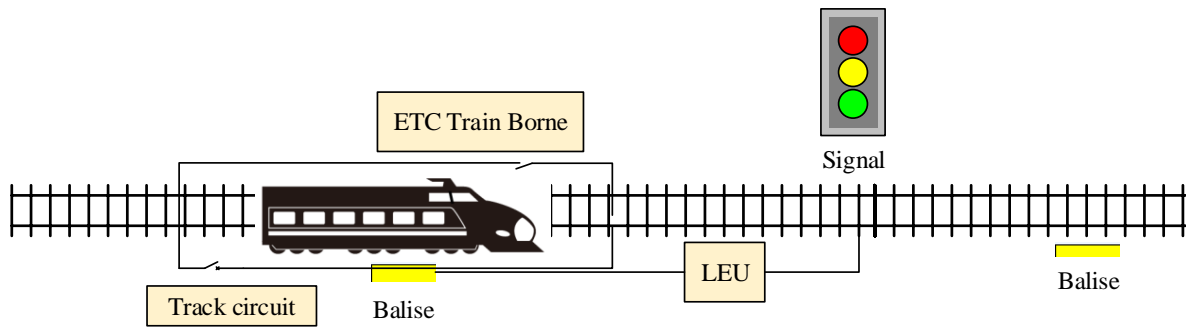 ETC Train Borne
Signal
LEU
Track circuit
Balise
Balise